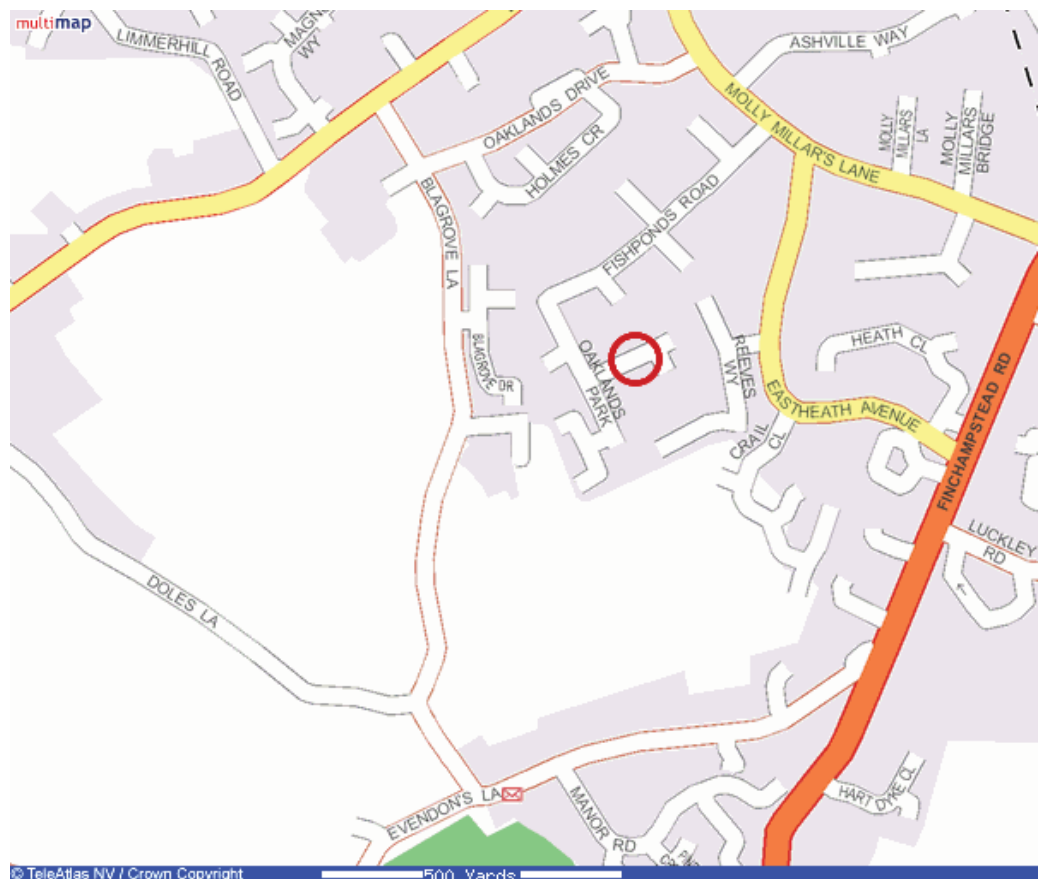 multimap
LIMMERHILL
ROAD
MAGN
WY
ASHVILLE WAY
OAKLANDS DRIVE
HOLMES CR
MOLLY MILLAR'S LANE
MOLLY
MILLARS
LA
MOLLY
MILLARS
BRIDGE
BLAGROVE LA
FISHPONDS ROAD
BLAGROVE DR
OAKLANDS
PARK
REEVES
WY
HEATH CL
EASTHEATH AVENUE
CRAIL
CL
FINCHAMPSTEAD RD
LUCKLEY
RD
DOLES LA
EVENDON'S LA
MANOR RD
HART DYKE CL
© TeleAtlas NV / Crown Copyright
500 Yards